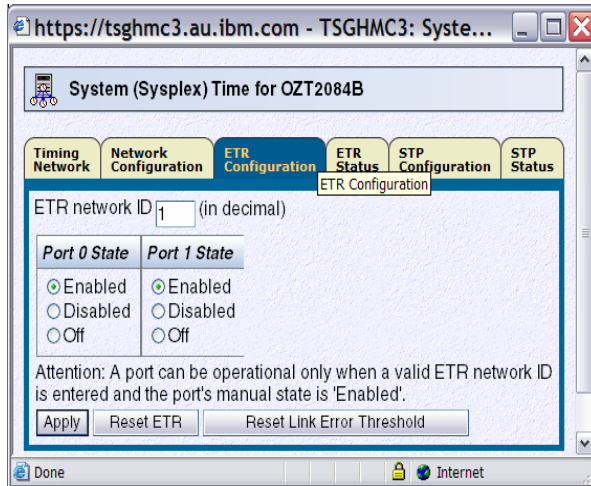 https://tsghmc3.au.ibm.com - TSGHMC3: Syste...
System (Sysplex) Time for OZT2084B
Timing Network
Network Configuration
ETR Configuration
ETR Status
STP Configuration
STP Status
ETR Configuration
ETR network ID 1 (in decimal)
Port 0 State Port 1 State
Enabled Enabled
Disabled Disabled
Off Off
Attention: A port can be operational only when a valid ETR network ID
is entered and the port's manual state is 'Enabled'.
Apply Reset ETR Reset Link Error Threshold
Done Internet